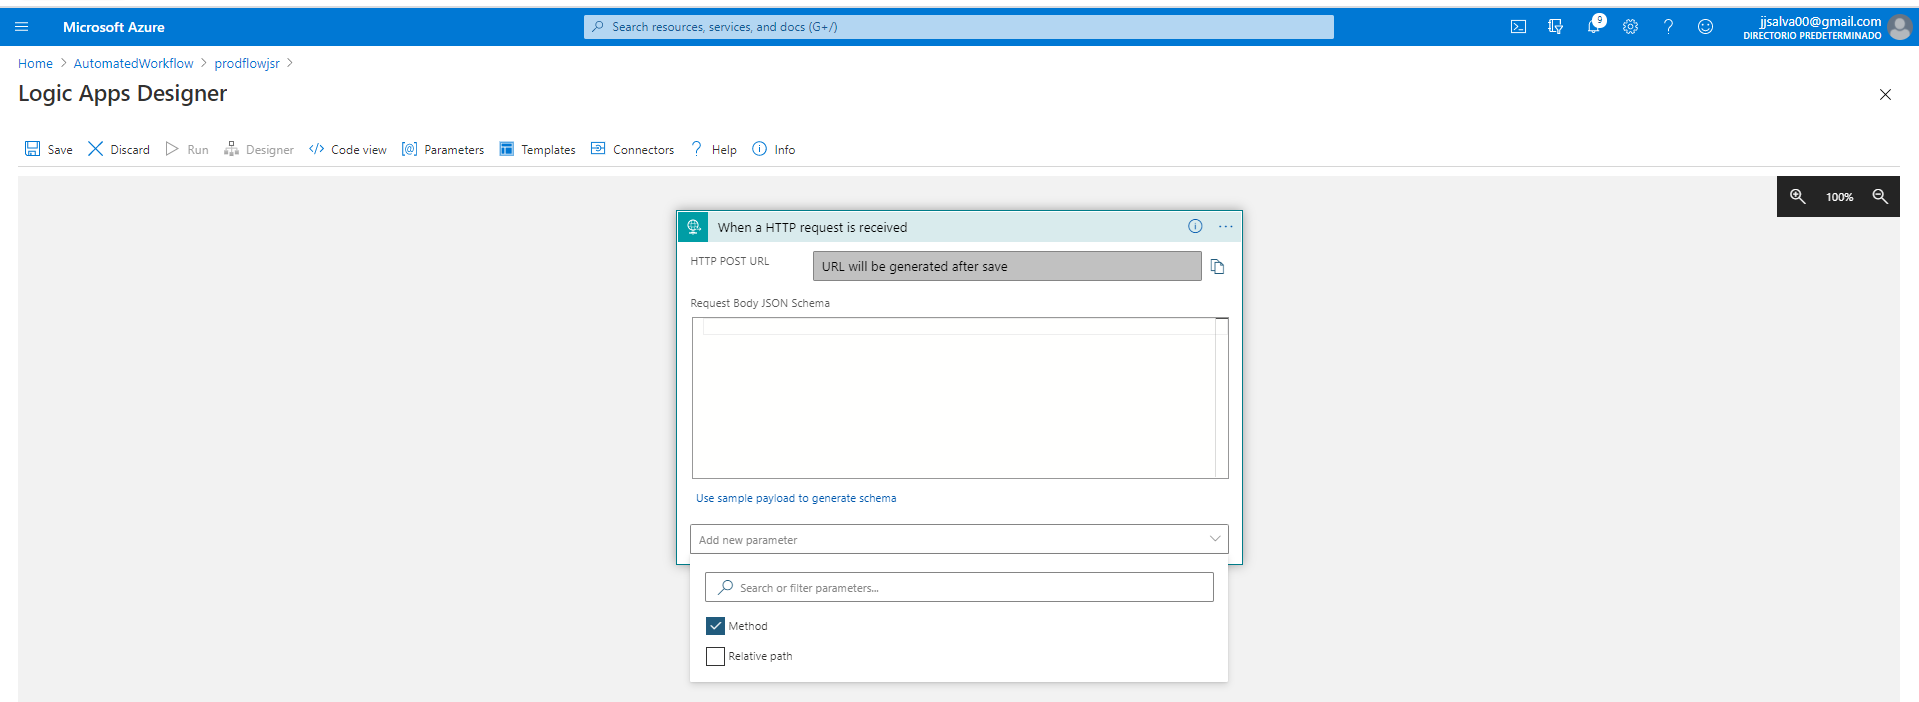 Microsoft Azure
Search resources, services, and docs (G+/)
9
jjsalva00@gmail.com
DIRECTORIO PREDETERMINADO
Home > AutomatedWorkflow > prodflowjsr >
Logic Apps Designer
Save Discard Run Designer Code view Parameters Templates Connectors Help Info
100%
When a HTTP request is received
HTTP POST URL
URL will be generated after save
Request Body JSON Schema
Use sample payload to generate schema
Add new parameter
Search or filter parameters...
Method
Relative path